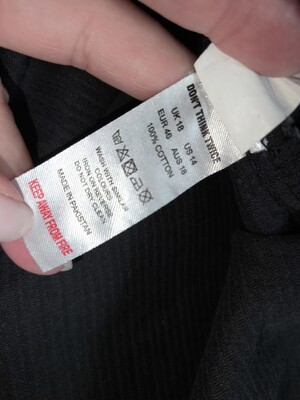 DON'T THINK TWICE
UK 18 US 14
EUR 46 AUS 18
100% COTTON
WASH WITH SIMILAR
COLOURS
IRON ON REVERSE
DO NOT DRY CLEAN
MADE IN PAKISTAN
KEEP AWAY FROM FIRE